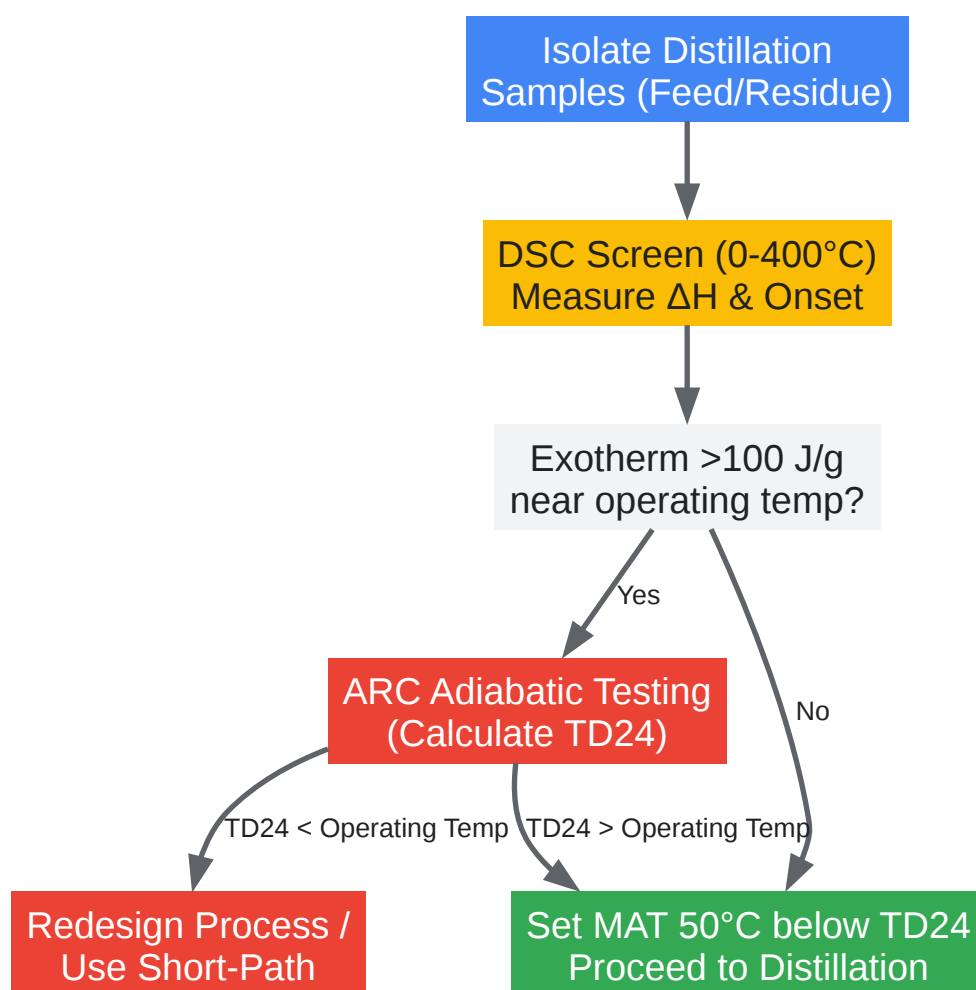 Isolate Distillation
Samples (Feed/Residue)
DSC Screen (0-400°C)
Measure ΔH & Onset
Exotherm >100 J/g
near operating temp?
Yes
ARC Adiabatic Testing
(Calculate TD24)
No
TD24 < Operating Temp
TD24 > Operating Temp
Redesign Process /
Use Short-Path
Set MAT 50°C below TD24
Proceed to Distillation